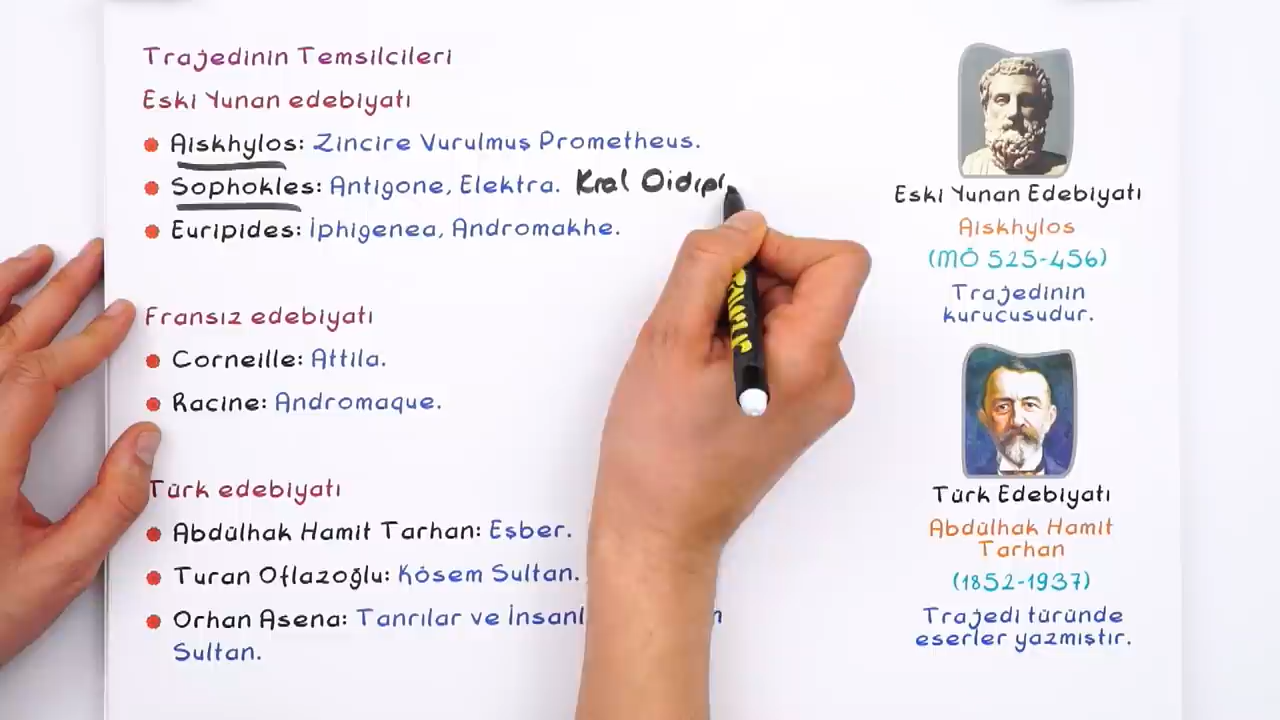 Trajedinin Temsilcileri
Eski Yunan edebiyatı
Aiskhylos: Zincire Vurulmuş Prometheus.
Sophokles: Antigone, Elektra. Kral
Euripides: İphigenea, Andromakhe.
Fransız edebiyatı
Corneille: Attila.
Racine: Andromaque.
Türk edebiyatı
Abdülhak Hamit Tarhan: Eşber.
Turan Oflazoğlu: Kösem Sultan.
Orhan Asena: Tanrılar ve
Sultan.
Eski Yunan Edebiyatı
Aiskhylos
(MÖ 525-456)
Trajedinin
kurucusudur.
Türk Edebiyatı
Abdülhak Hamit
Tarhan
(1852-1937)
Trajedi türünde
eserler yazmıştır.